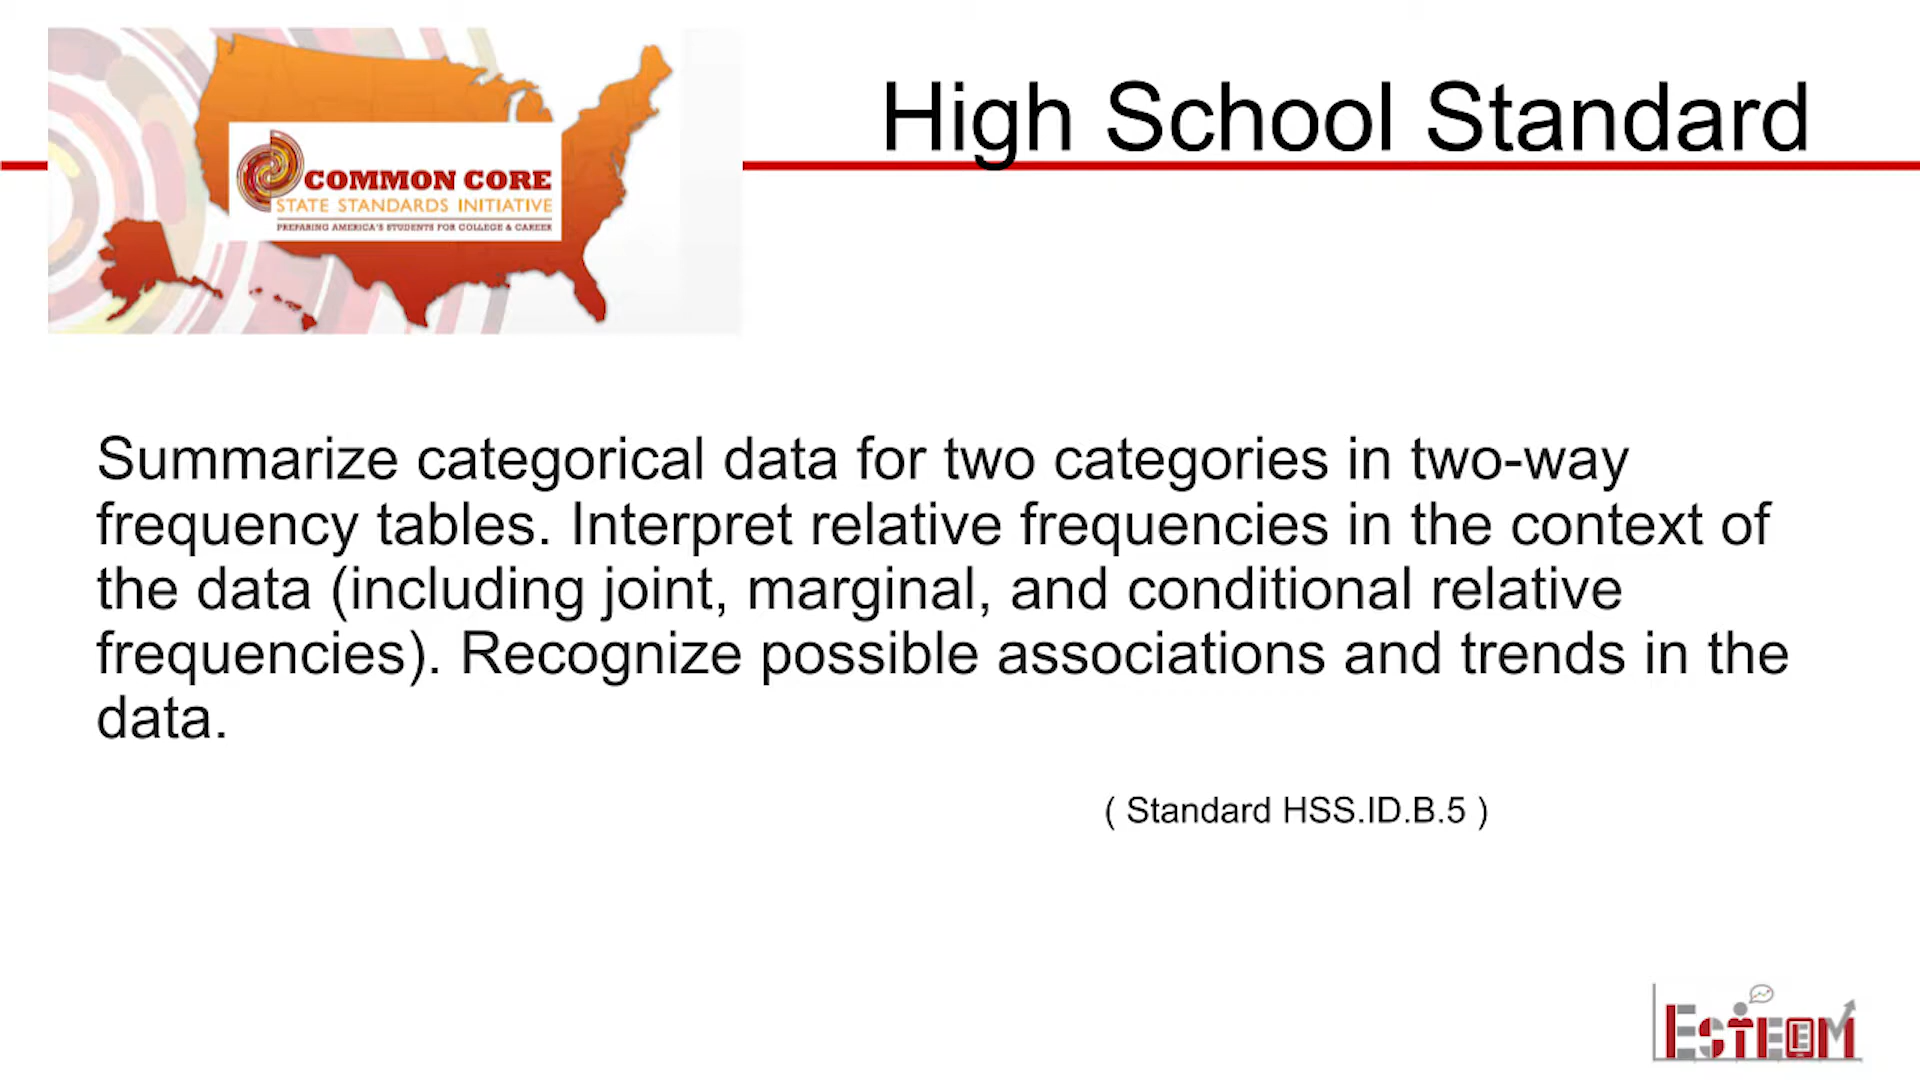 High School Standard
COMMON CORE
STATE STANDARDS INITIATIVE
PREPARING AMERICA'S STUDENTS FOR COLLEGE & CAREER
Summarize categorical data for two categories in two-way
frequency tables. Interpret relative frequencies in the context of
the data (including joint, marginal, and conditional relative
frequencies). Recognize possible associations and trends in the
data.
( Standard HSS.ID.B.5 )
ESTEEM